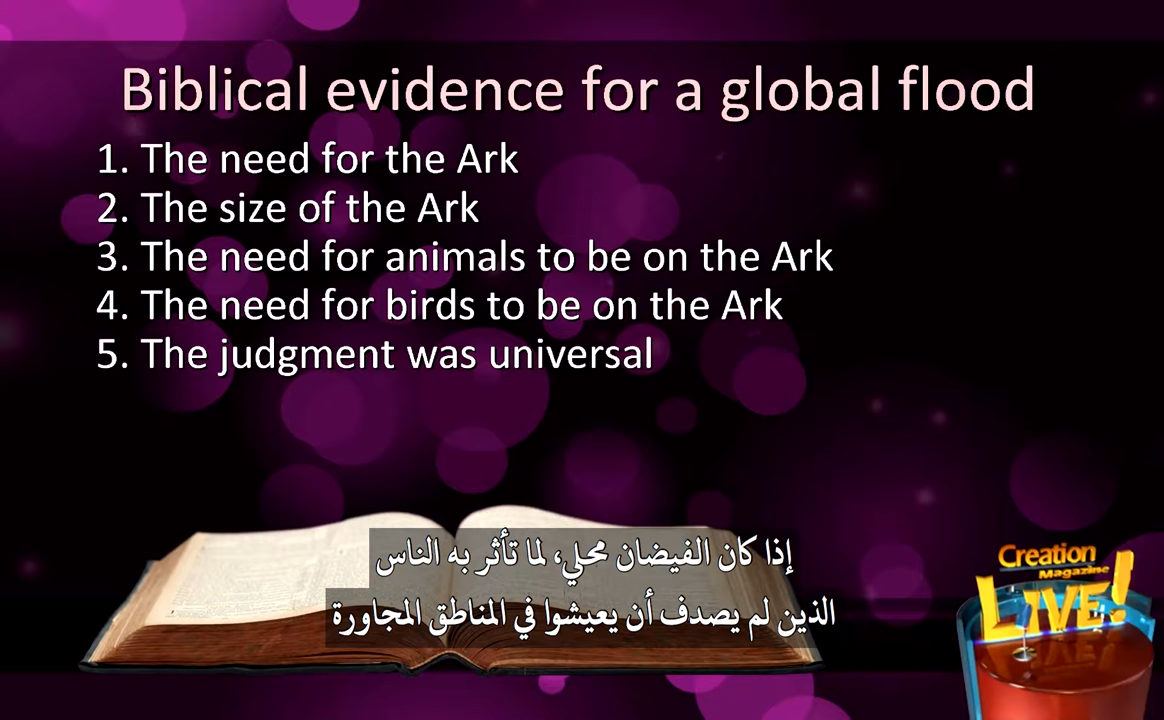 Biblical evidence for a global flood
1. The need for the Ark
2. The size of the Ark
3. The need for animals to be on the Ark
4. The need for birds to be on the Ark
5. The judgment was universal
إذا كان الفيضان محلي، لما تأثر به الناس
الذين لم يصدف أن يعيشوا في المناطق المجاورة
Creation
Magazine
LIVE!